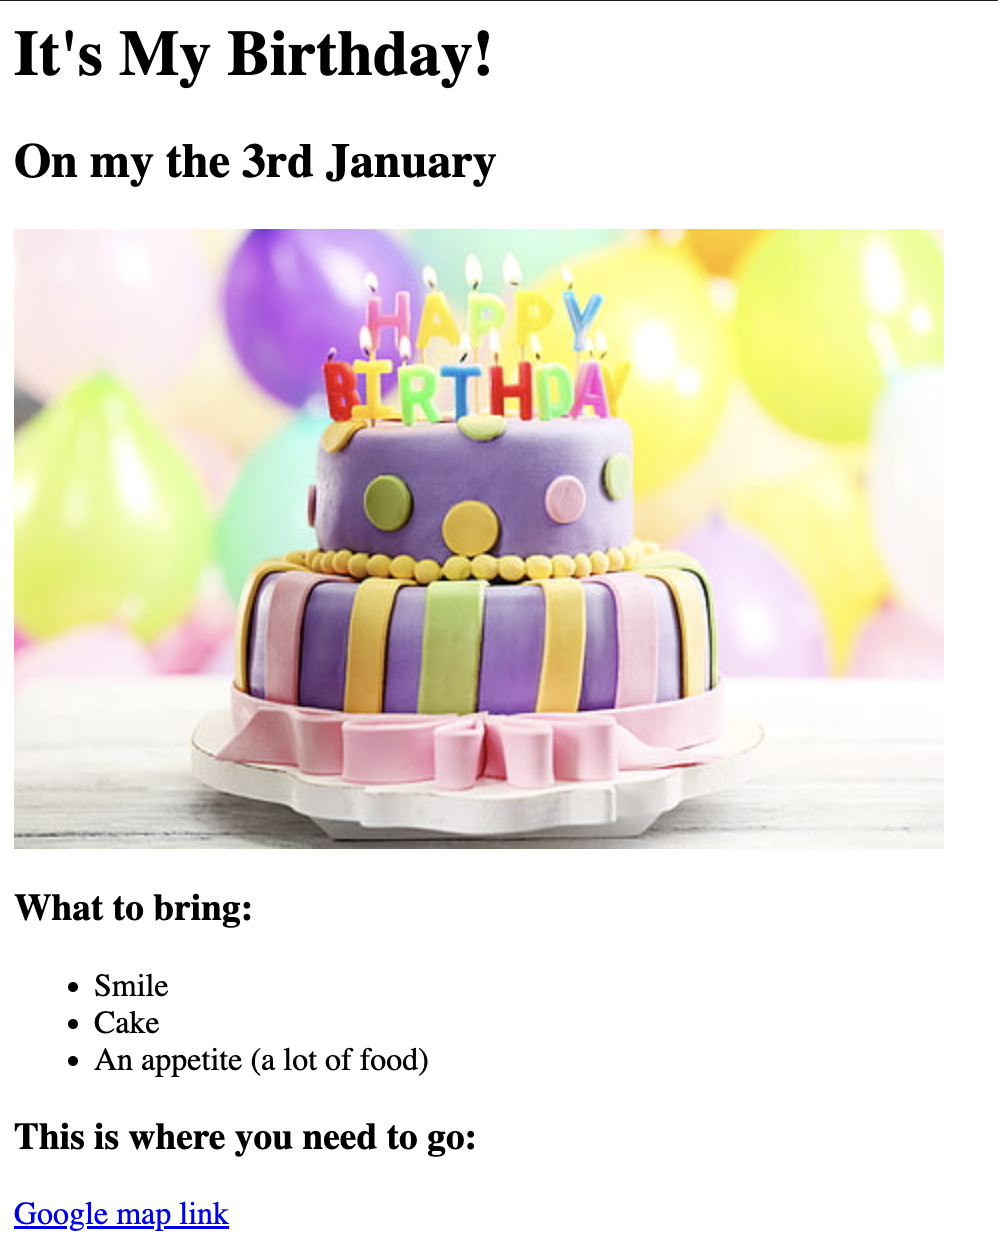 It's My Birthday!
On my the 3rd January
HAPPY
BIRTHDAY
What to bring:
Smile
Cake
An appetite (a lot of food)
This is where you need to go:
Google map link